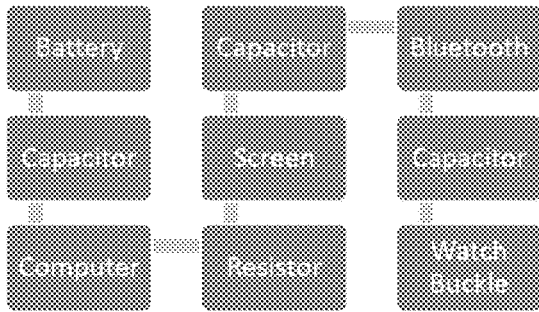 Battery
Capacitor
Computer
Capacitor
Screen
Resistor
Bluetooth
Capacitor
Watch
Buckle